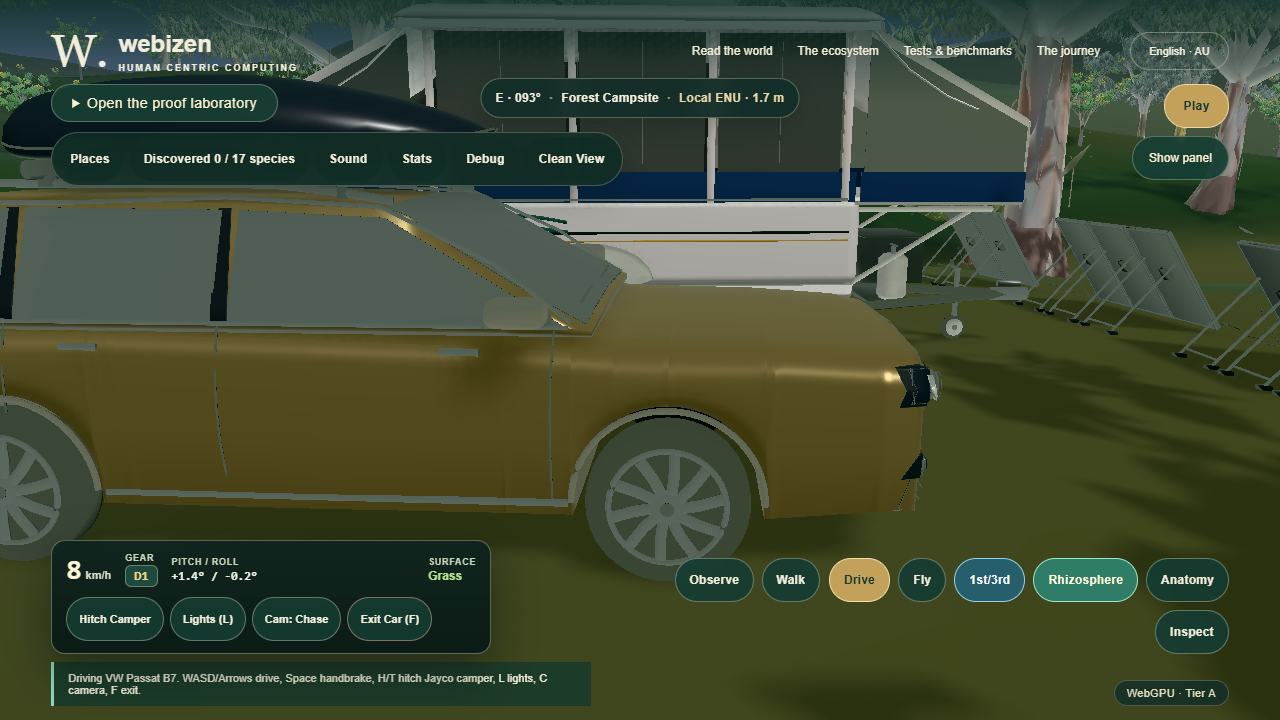 W. webizen
HUMAN CENTRIC COMPUTING
Read the world
The ecosystem
Tests & benchmarks
The journey
English · AU
▶ Open the proof laboratory
E · 093° · Forest Campsite · Local ENU · 1.7 m
Play
Places
Discovered 0 / 17 species
Sound
Stats
Debug
Clean View
Show panel
8 km/h
GEAR
D1
PITCH / ROLL
+1.4° / -0.2°
SURFACE
Grass
Hitch Camper
Lights (L)
Cam: Chase
Exit Car (F)
Observe
Walk
Drive
Fly
1st/3rd
Rhizosphere
Anatomy
Inspect
Driving VW Passat B7. WASD/Arrows drive, Space handbrake, H/T hitch Jayco camper, L lights, C
camera, F exit.
WebGPU · Tier A